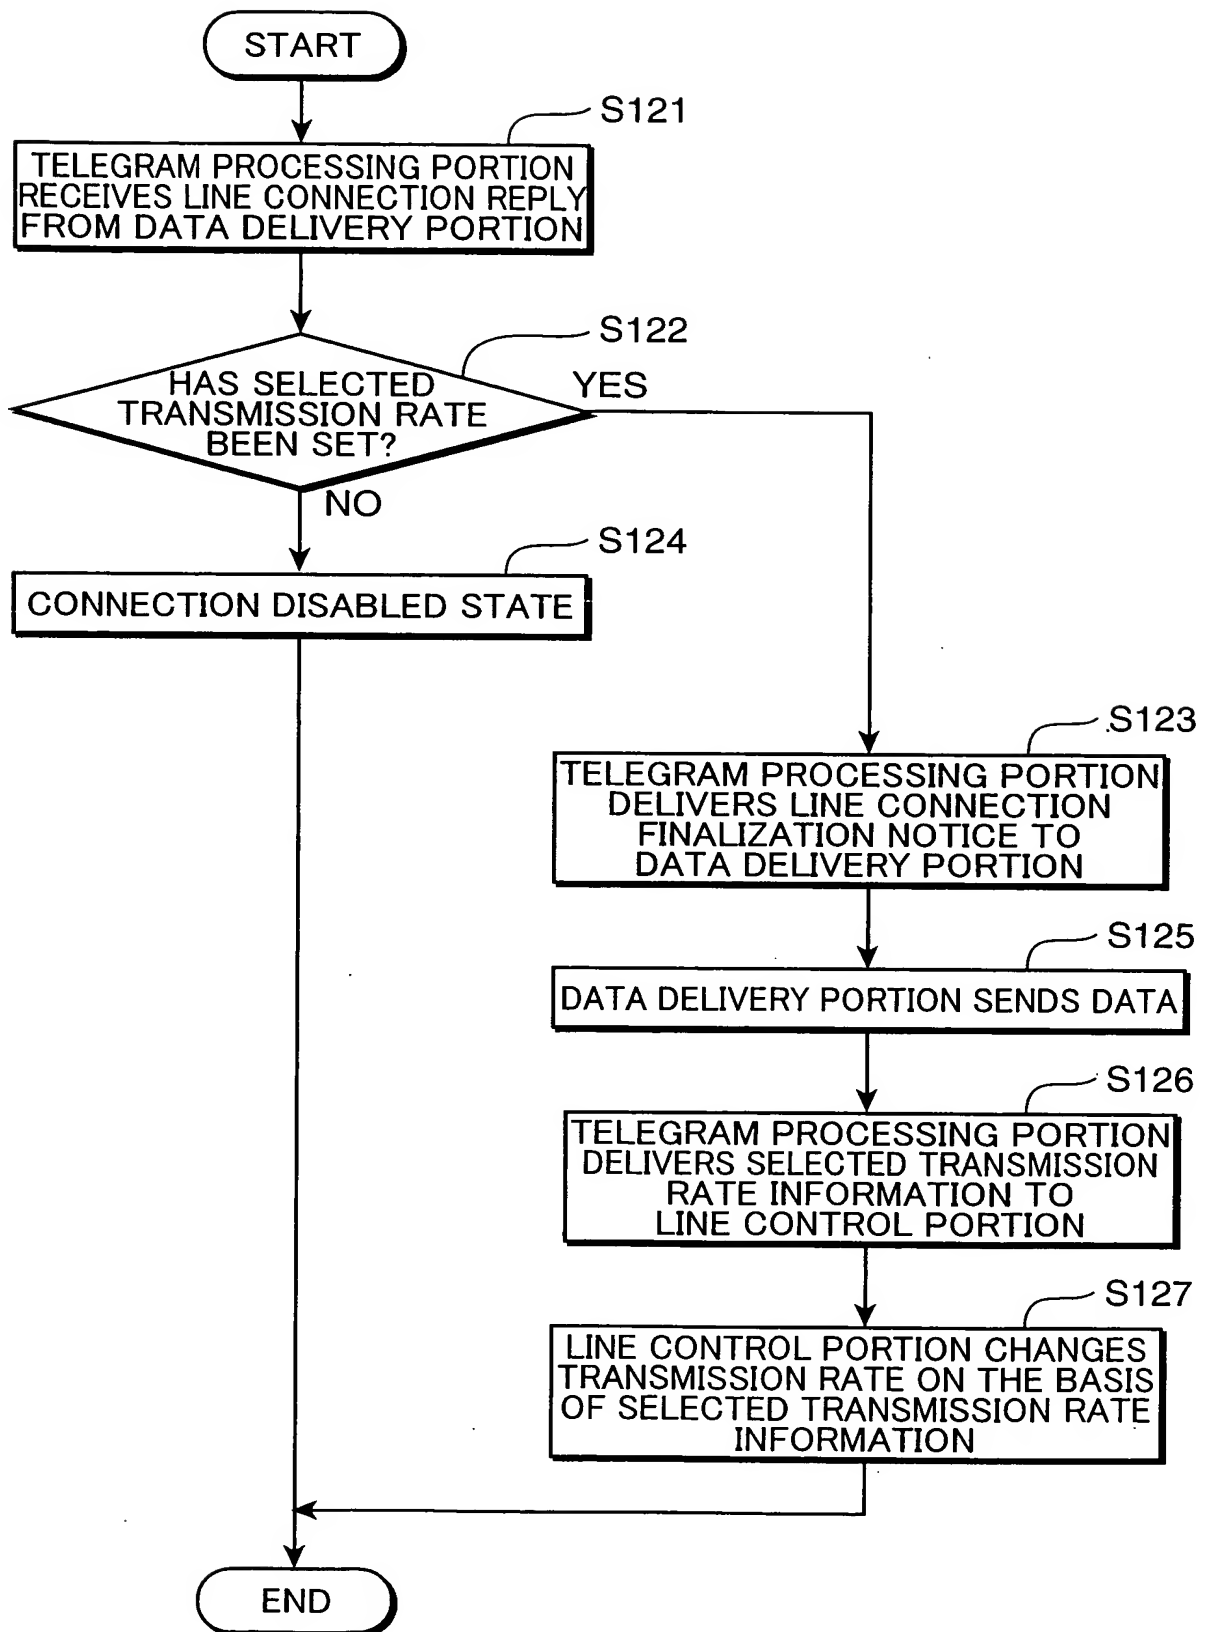 START
S121
TELEGRAM PROCESSING PORTION
RECEIVES LINE CONNECTION REPLY
FROM DATA DELIVERY PORTION
S122
HAS SELECTED
TRANSMISSION RATE
BEEN SET?
YES
NO
S124
CONNECTION DISABLED STATE
S123
TELEGRAM PROCESSING PORTION
DELIVERS LINE CONNECTION
FINALIZATION NOTICE TO
DATA DELIVERY PORTION
S125
DATA DELIVERY PORTION SENDS DATA
S126
TELEGRAM PROCESSING PORTION
DELIVERS SELECTED TRANSMISSION
RATE INFORMATION TO
LINE CONTROL PORTION
S127
LINE CONTROL PORTION CHANGES
TRANSMISSION RATE ON THE BASIS
OF SELECTED TRANSMISSION RATE
INFORMATION
END